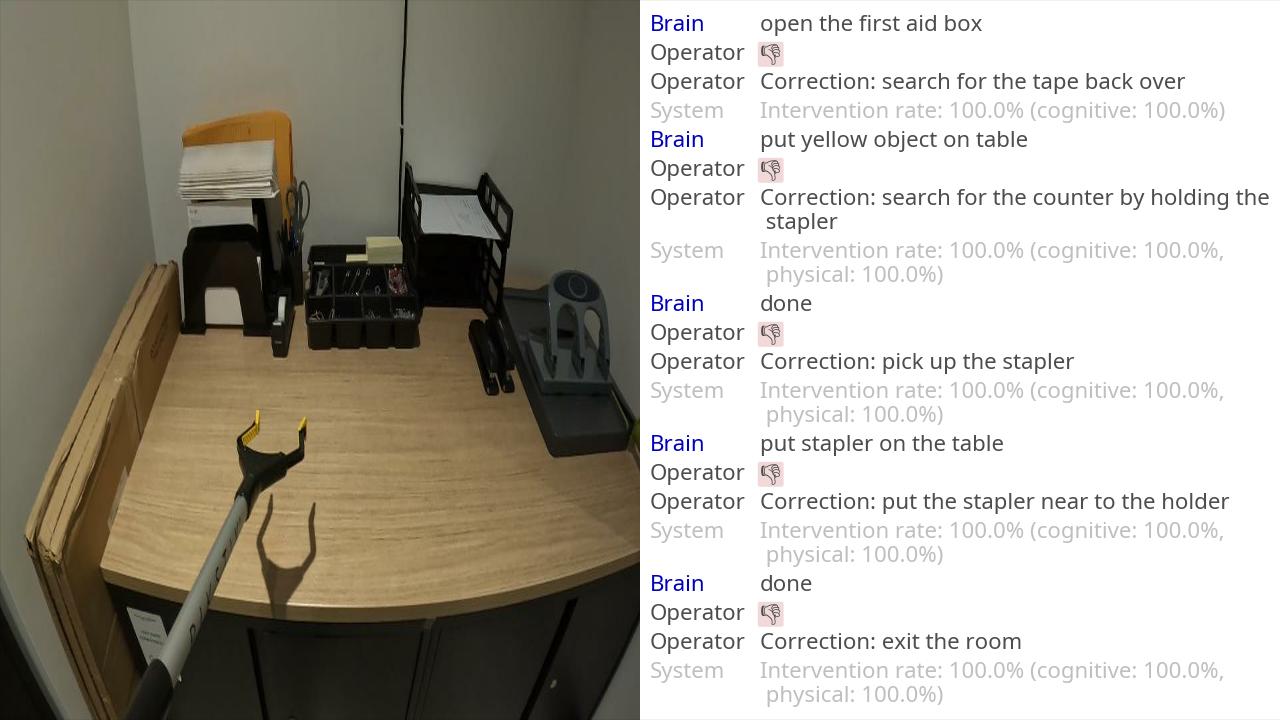 Brain open the first aid box
Operator 👎
Operator Correction: search for the tape back over
System Intervention rate: 100.0% (cognitive: 100.0%)
Brain put yellow object on table
Operator 👎
Operator Correction: search for the counter by holding the
stapler
System Intervention rate: 100.0% (cognitive: 100.0%,
physical: 100.0%)
Brain done
Operator 👎
Operator Correction: pick up the stapler
System Intervention rate: 100.0% (cognitive: 100.0%,
physical: 100.0%)
Brain put stapler on the table
Operator 👎
Operator Correction: put the stapler near to the holder
System Intervention rate: 100.0% (cognitive: 100.0%,
physical: 100.0%)
Brain done
Operator 👎
Operator Correction: exit the room
System Intervention rate: 100.0% (cognitive: 100.0%,
physical: 100.0%)